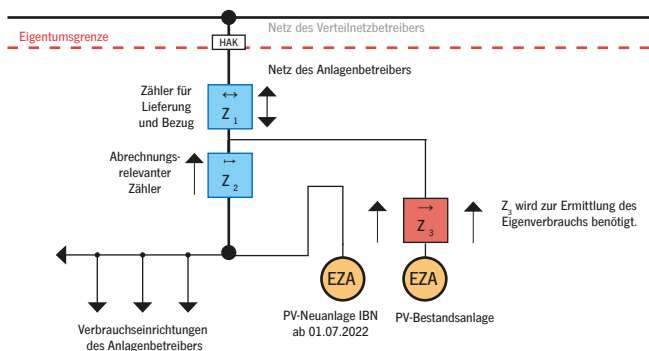 Netz des Verteilnetzbetreibers
Eigentumsgrenze
HAK
Netz des Anlagenbetreibers
Zähler für
Lieferung
und Bezug
Z1
Abrechnungs-
relevanter
Zähler
Z2
Z3
Z3 wird zur Ermittlung des
Eigenverbrauchs benötigt.
EZA
EZA
PV-Neuanlage IBN
ab 01.07.2022
PV-Bestandsanlage
Verbrauchseinrichtungen
des Anlagenbetreibers